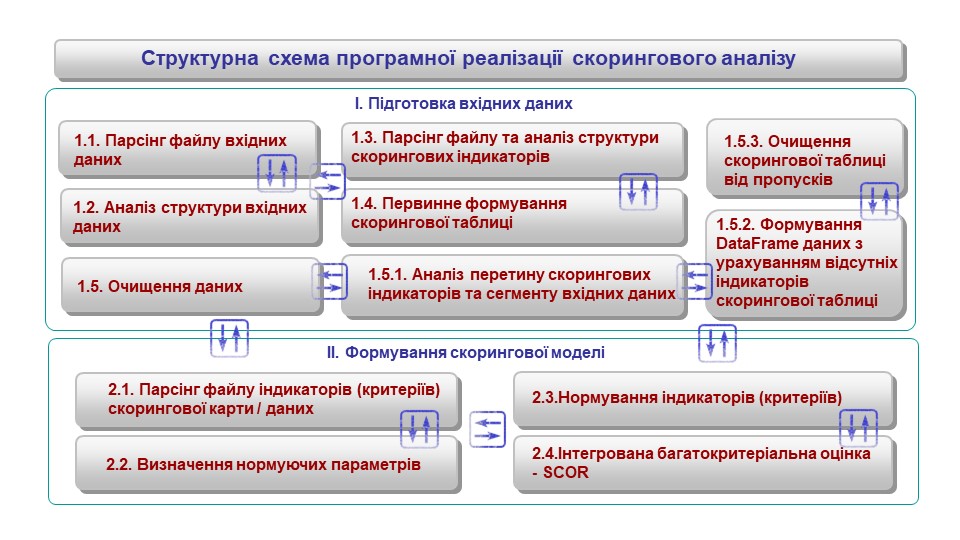 Структурна схема програмної реалізації скорингового аналізу
І. Підготовка вхідних даних
1.1. Парсінг файлу вхідних
даних
1.2. Аналіз структури вхідних
даних
1.5. Очищення даних
1.3. Парсінг файлу та аналіз структури
скорингових індикаторів
1.4. Первинне формування
скорингової таблиці
1.5.1. Аналіз перетину скорингових
індикаторів та сегменту вхідних даних
1.5.3. Очищення
скорингової таблиці
від пропусків
1.5.2. Формування
DataFrame даних з
урахуванням відсутніх
індикаторів
скорингової таблиці
ІІ. Формування скорингової моделі
2.1. Парсінг файлу індикаторів (критеріїв)
скорингової карти / даних
2.2. Визначення нормуючих параметрів
2.3.Нормування індикаторів (критеріїв)
2.4.Інтегрована багатокритеріальна оцінка
- SCOR